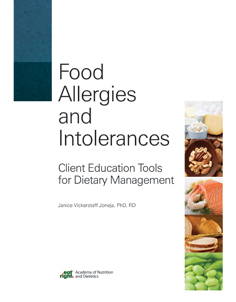 Food
Allergies
and
Intolerances
Client Education Tools
for Dietary Management
Janice Vickerstaff Joneja, PhD, RD
eat right. Academy of Nutrition
and Dietetics